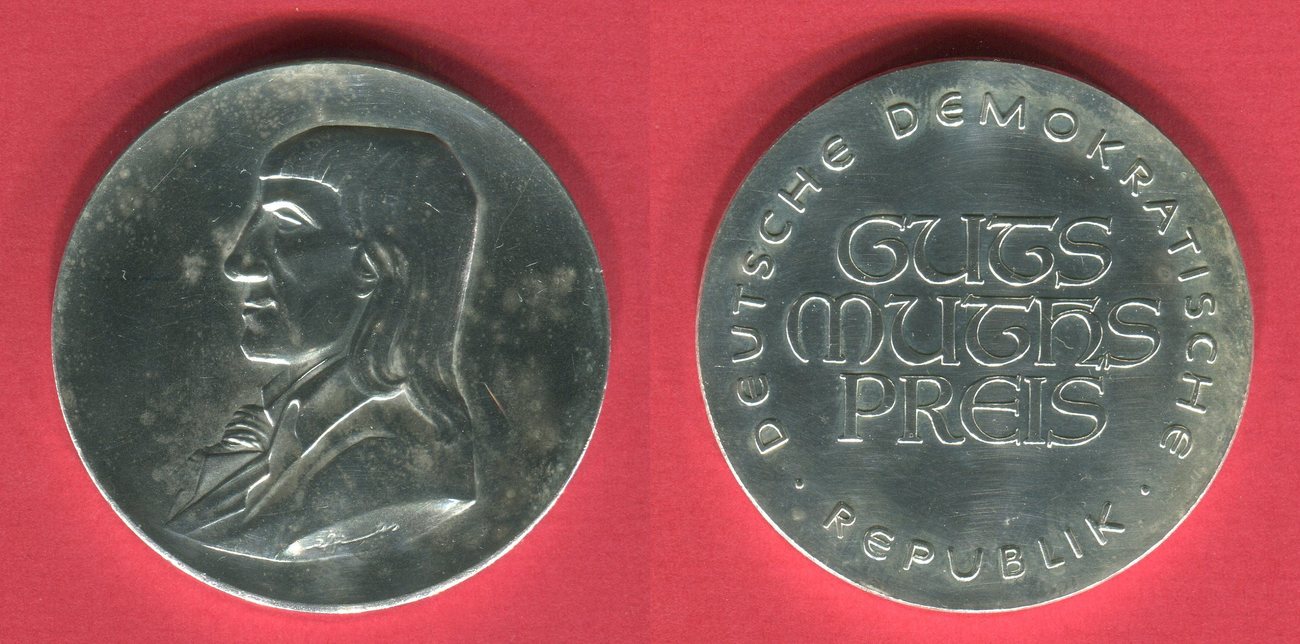 DEUTSCHE DEMOKRATISCHE
GUTS
MUTHS
PREIS
· REPUBLIK ·